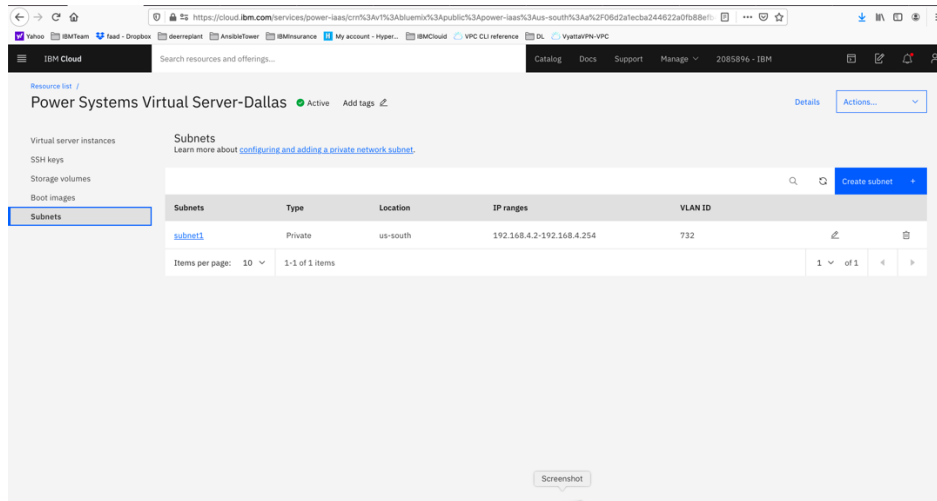 https://cloud.ibm.com/services/power-iaas/crn%3Av1%3Abluemix%3Apublic%3Apower-iaas%3Aus-south%3Aa%2F06d2a1ecba244622a0fb88ef
Yahoo IBMTeam faad - Dropbox deerreplant AnsibleTower IBMInsurance My account - Hyper... IBMClouid VPC CLI reference DL VyattaVPN-VPC
IBM Cloud Search resources and offerings... Catalog Docs Support Manage 2085896 - IBM
Resource list /
Power Systems Virtual Server-Dallas Active Add tags Details Actions...
Virtual server instances
SSH keys
Storage volumes
Boot images
Subnets
Subnets
Learn more about configuring and adding a private network subnet.
Create subnet +
Subnets Type Location IP ranges VLAN ID
subnet1 Private us-south 192.168.4.2-192.168.4.254 732
Items per page: 10 1-1 of 1 items 1 of 1
Screenshot